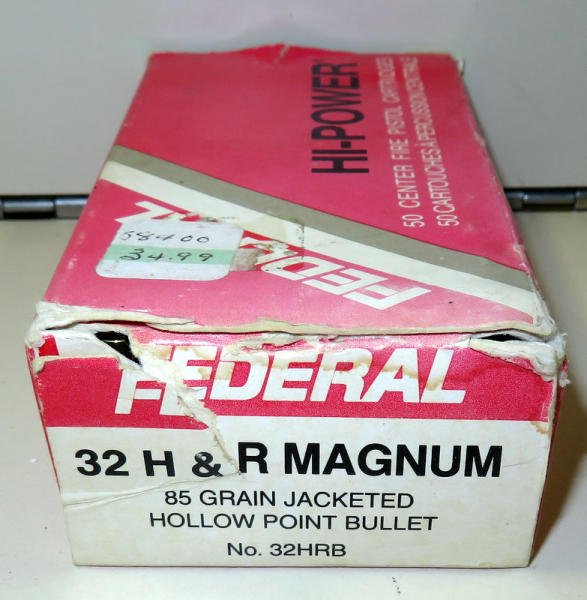 HI-POWER
50 CENTER FIRE PISTOL CARTRIDGES
50 CARTOUCHES À PERCUSSION CENTRALE
FEDERAL
34.99
FEDERAL
32 H & R MAGNUM
85 GRAIN JACKETED
HOLLOW POINT BULLET
No. 32HRB